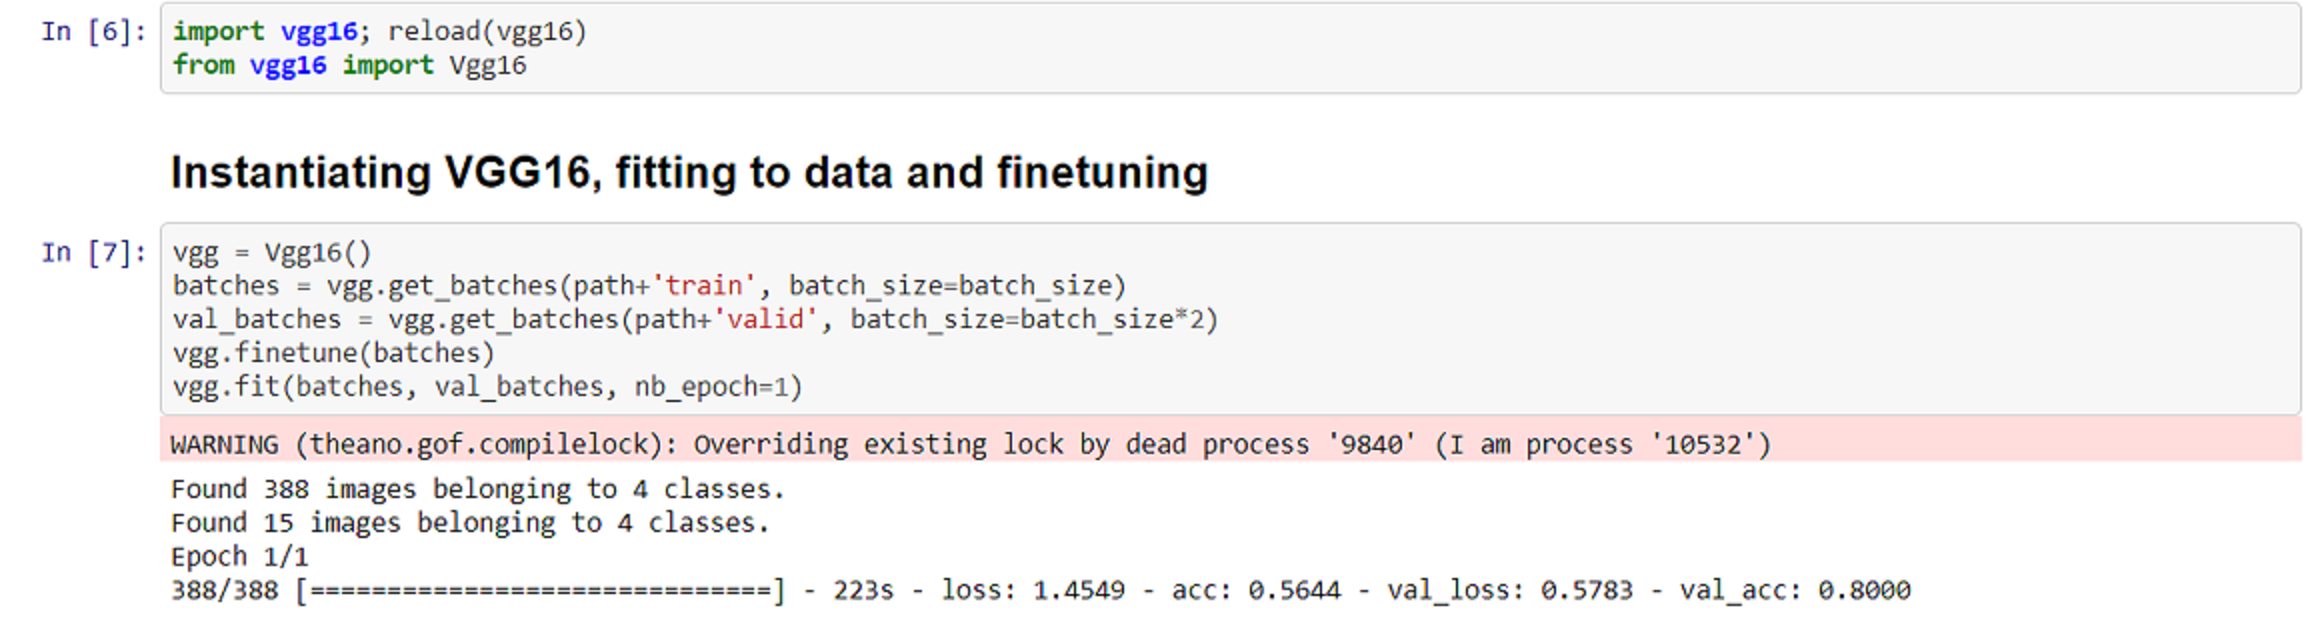 In [6]: import vgg16; reload(vgg16)
from vgg16 import Vgg16
Instantiating VGG16, fitting to data and finetuning
In [7]: vgg = Vgg16()
batches = vgg.get_batches(path+'train', batch_size=batch_size)
val_batches = vgg.get_batches(path+'valid', batch_size=batch_size*2)
vgg.finetune(batches)
vgg.fit(batches, val_batches, nb_epoch=1)
WARNING (theano.gof.compilelock): Overriding existing lock by dead process '9840' (I am process '10532')
Found 388 images belonging to 4 classes.
Found 15 images belonging to 4 classes.
Epoch 1/1
388/388 [==============================] - 223s - loss: 1.4549 - acc: 0.5644 - val_loss: 0.5783 - val_acc: 0.8000